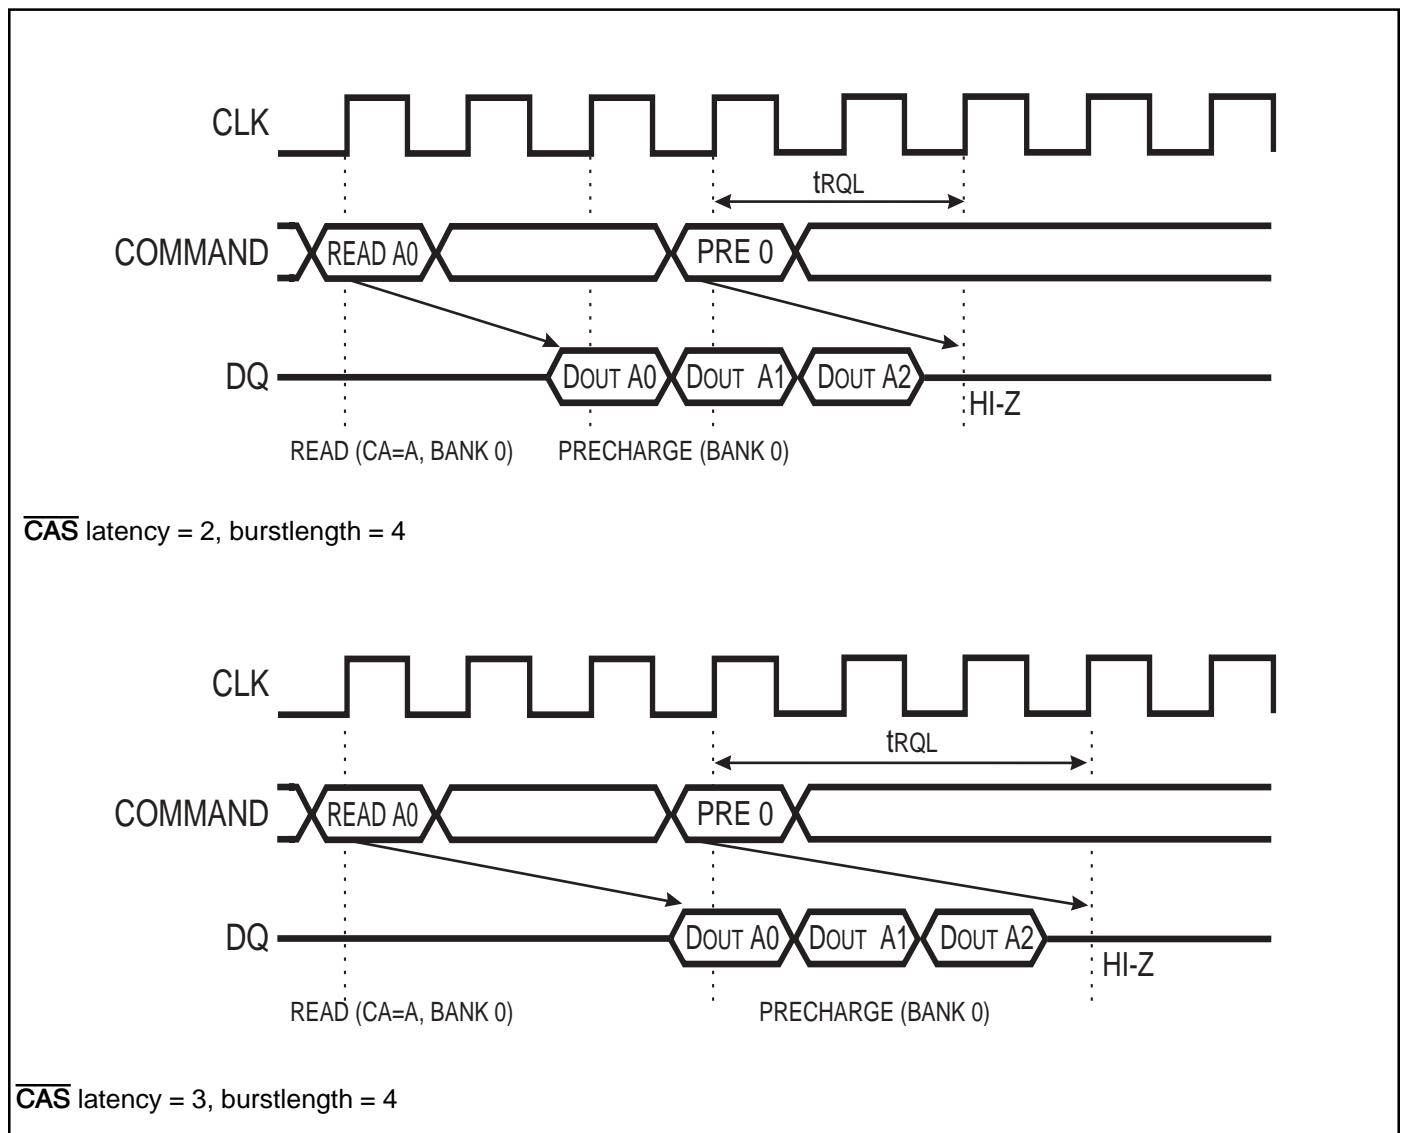 CLK
tRQL
COMMAND READ A0 PRE 0
DQ DOUT A0 DOUT A1 DOUT A2
HI-Z
READ (CA=A, BANK 0) PRECHARGE (BANK 0)
CAS latency = 2, burstlength = 4
CLK
tRQL
COMMAND READ A0 PRE 0
DQ DOUT A0 DOUT A1 DOUT A2
HI-Z
READ (CA=A, BANK 0) PRECHARGE (BANK 0)
CAS latency = 3, burstlength = 4